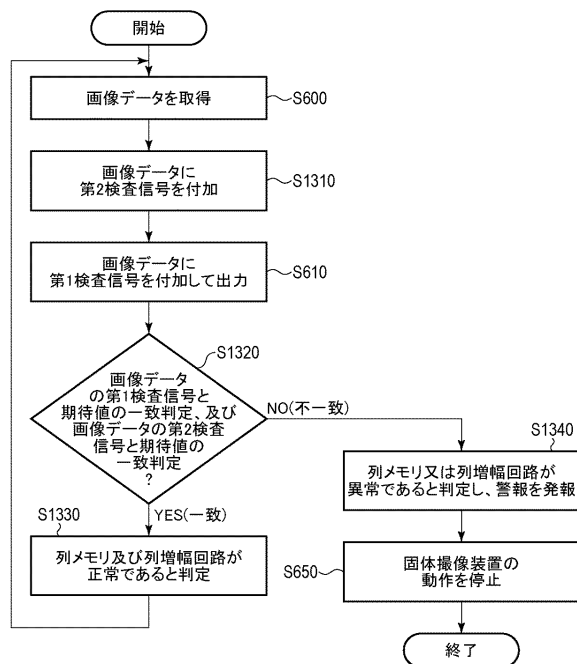 開始
画像データを取得
S600
画像データに
第2検査信号を付加
S1310
画像データに
第1検査信号を付加して出力
S610
S1320
画像データ
の第1検査信号と
期待値の一致判定、及び
画像データの第2検査
信号と期待値の
一致判定
?
NO(不一致)
YES(一致)
S1330
列メモリ及び列増幅回路が
正常であると判定
S1340
列メモリ又は列増幅回路が
異常であると判定し、警報を発報
S650
固体撮像装置の
動作を停止
終了